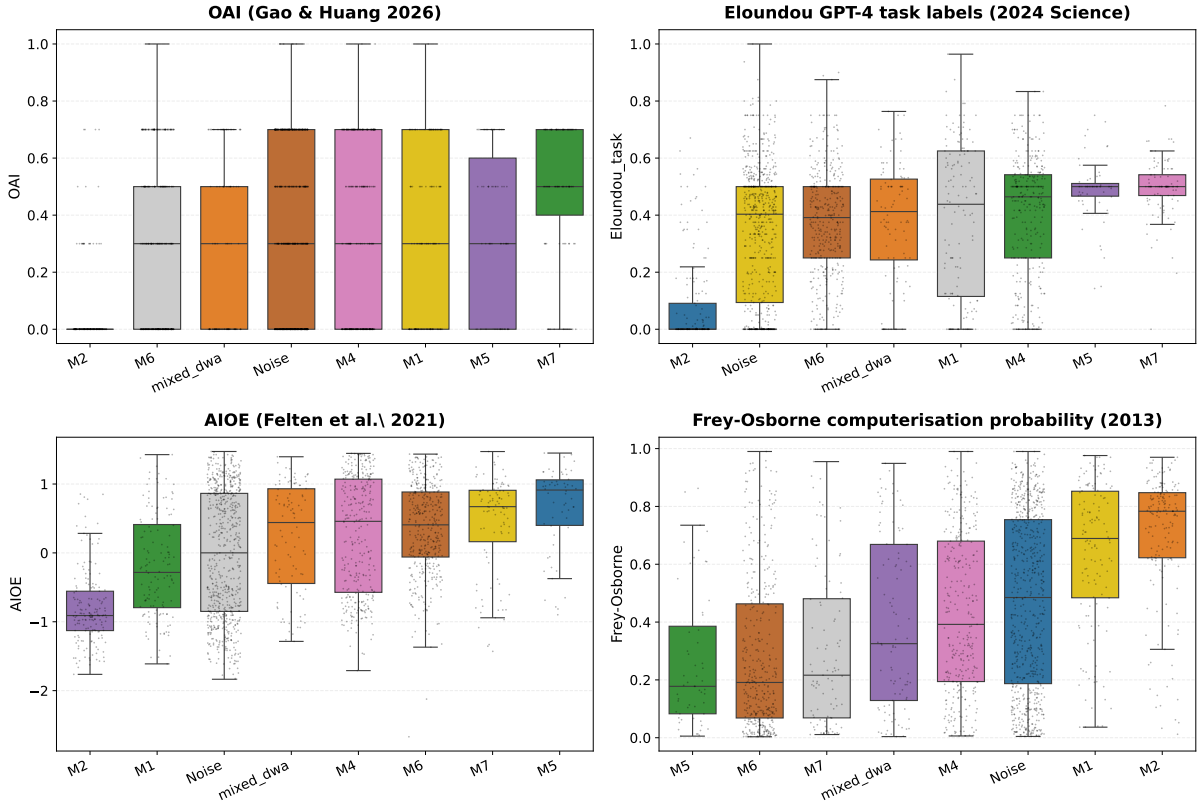 OAI (Gao & Huang 2026)
OAI
1.0
0.8
0.6
0.4
0.2
0.0
M2
M6
mixed_dwa
Noise
M4
M1
M5
M7
Eloundou GPT-4 task labels (2024 Science)
Eloundou_task
1.0
0.8
0.6
0.4
0.2
0.0
M2
Noise
M6
mixed_dwa
M1
M4
M5
M7
AIOE (Felten et al.\ 2021)
AIOE
1
0
−1
−2
M2
M1
Noise
mixed_dwa
M4
M6
M7
M5
Frey-Osborne computerisation probability (2013)
Frey-Osborne
1.0
0.8
0.6
0.4
0.2
0.0
M5
M6
M7
mixed_dwa
M4
Noise
M1
M2